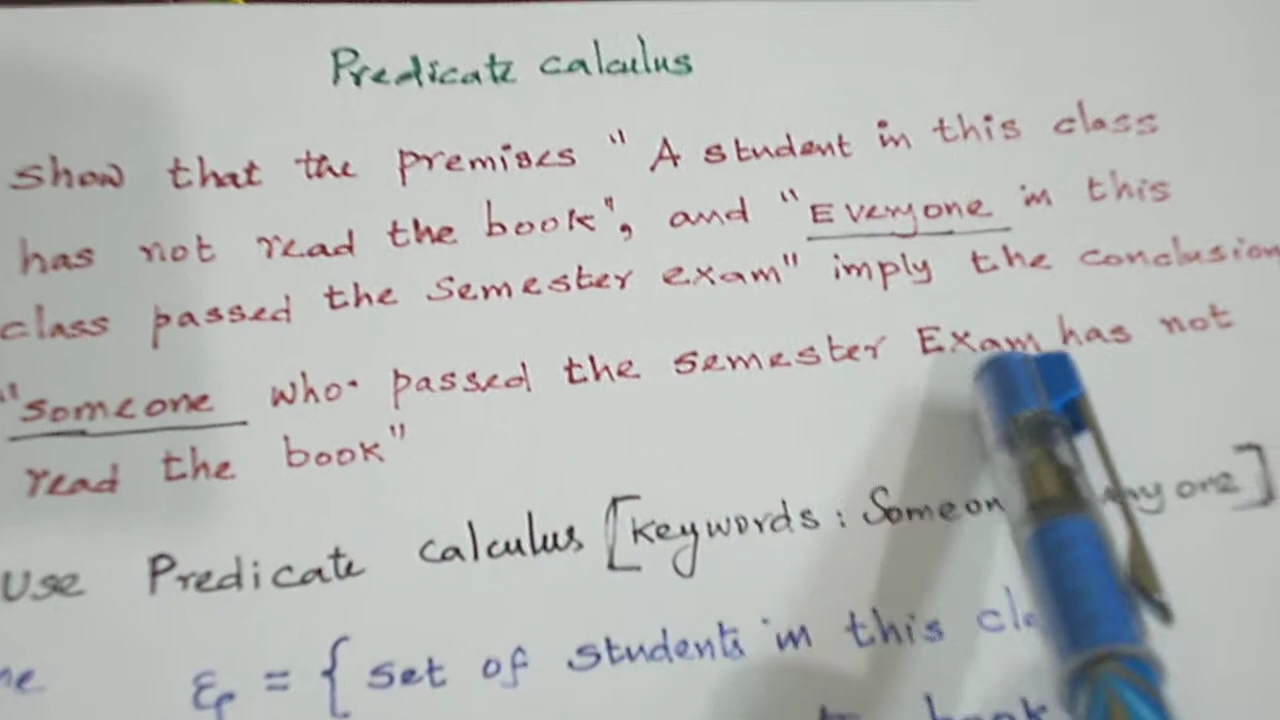 Predicate calculus
show that the premises "A student in this class
has not read the book", and "Everyone in this
class passed the semester exam" imply the conclusion
"someone who passed the semester Exam has not
read the book"
Use Predicate calculus [keywords: Someon
= { set of students in this
book